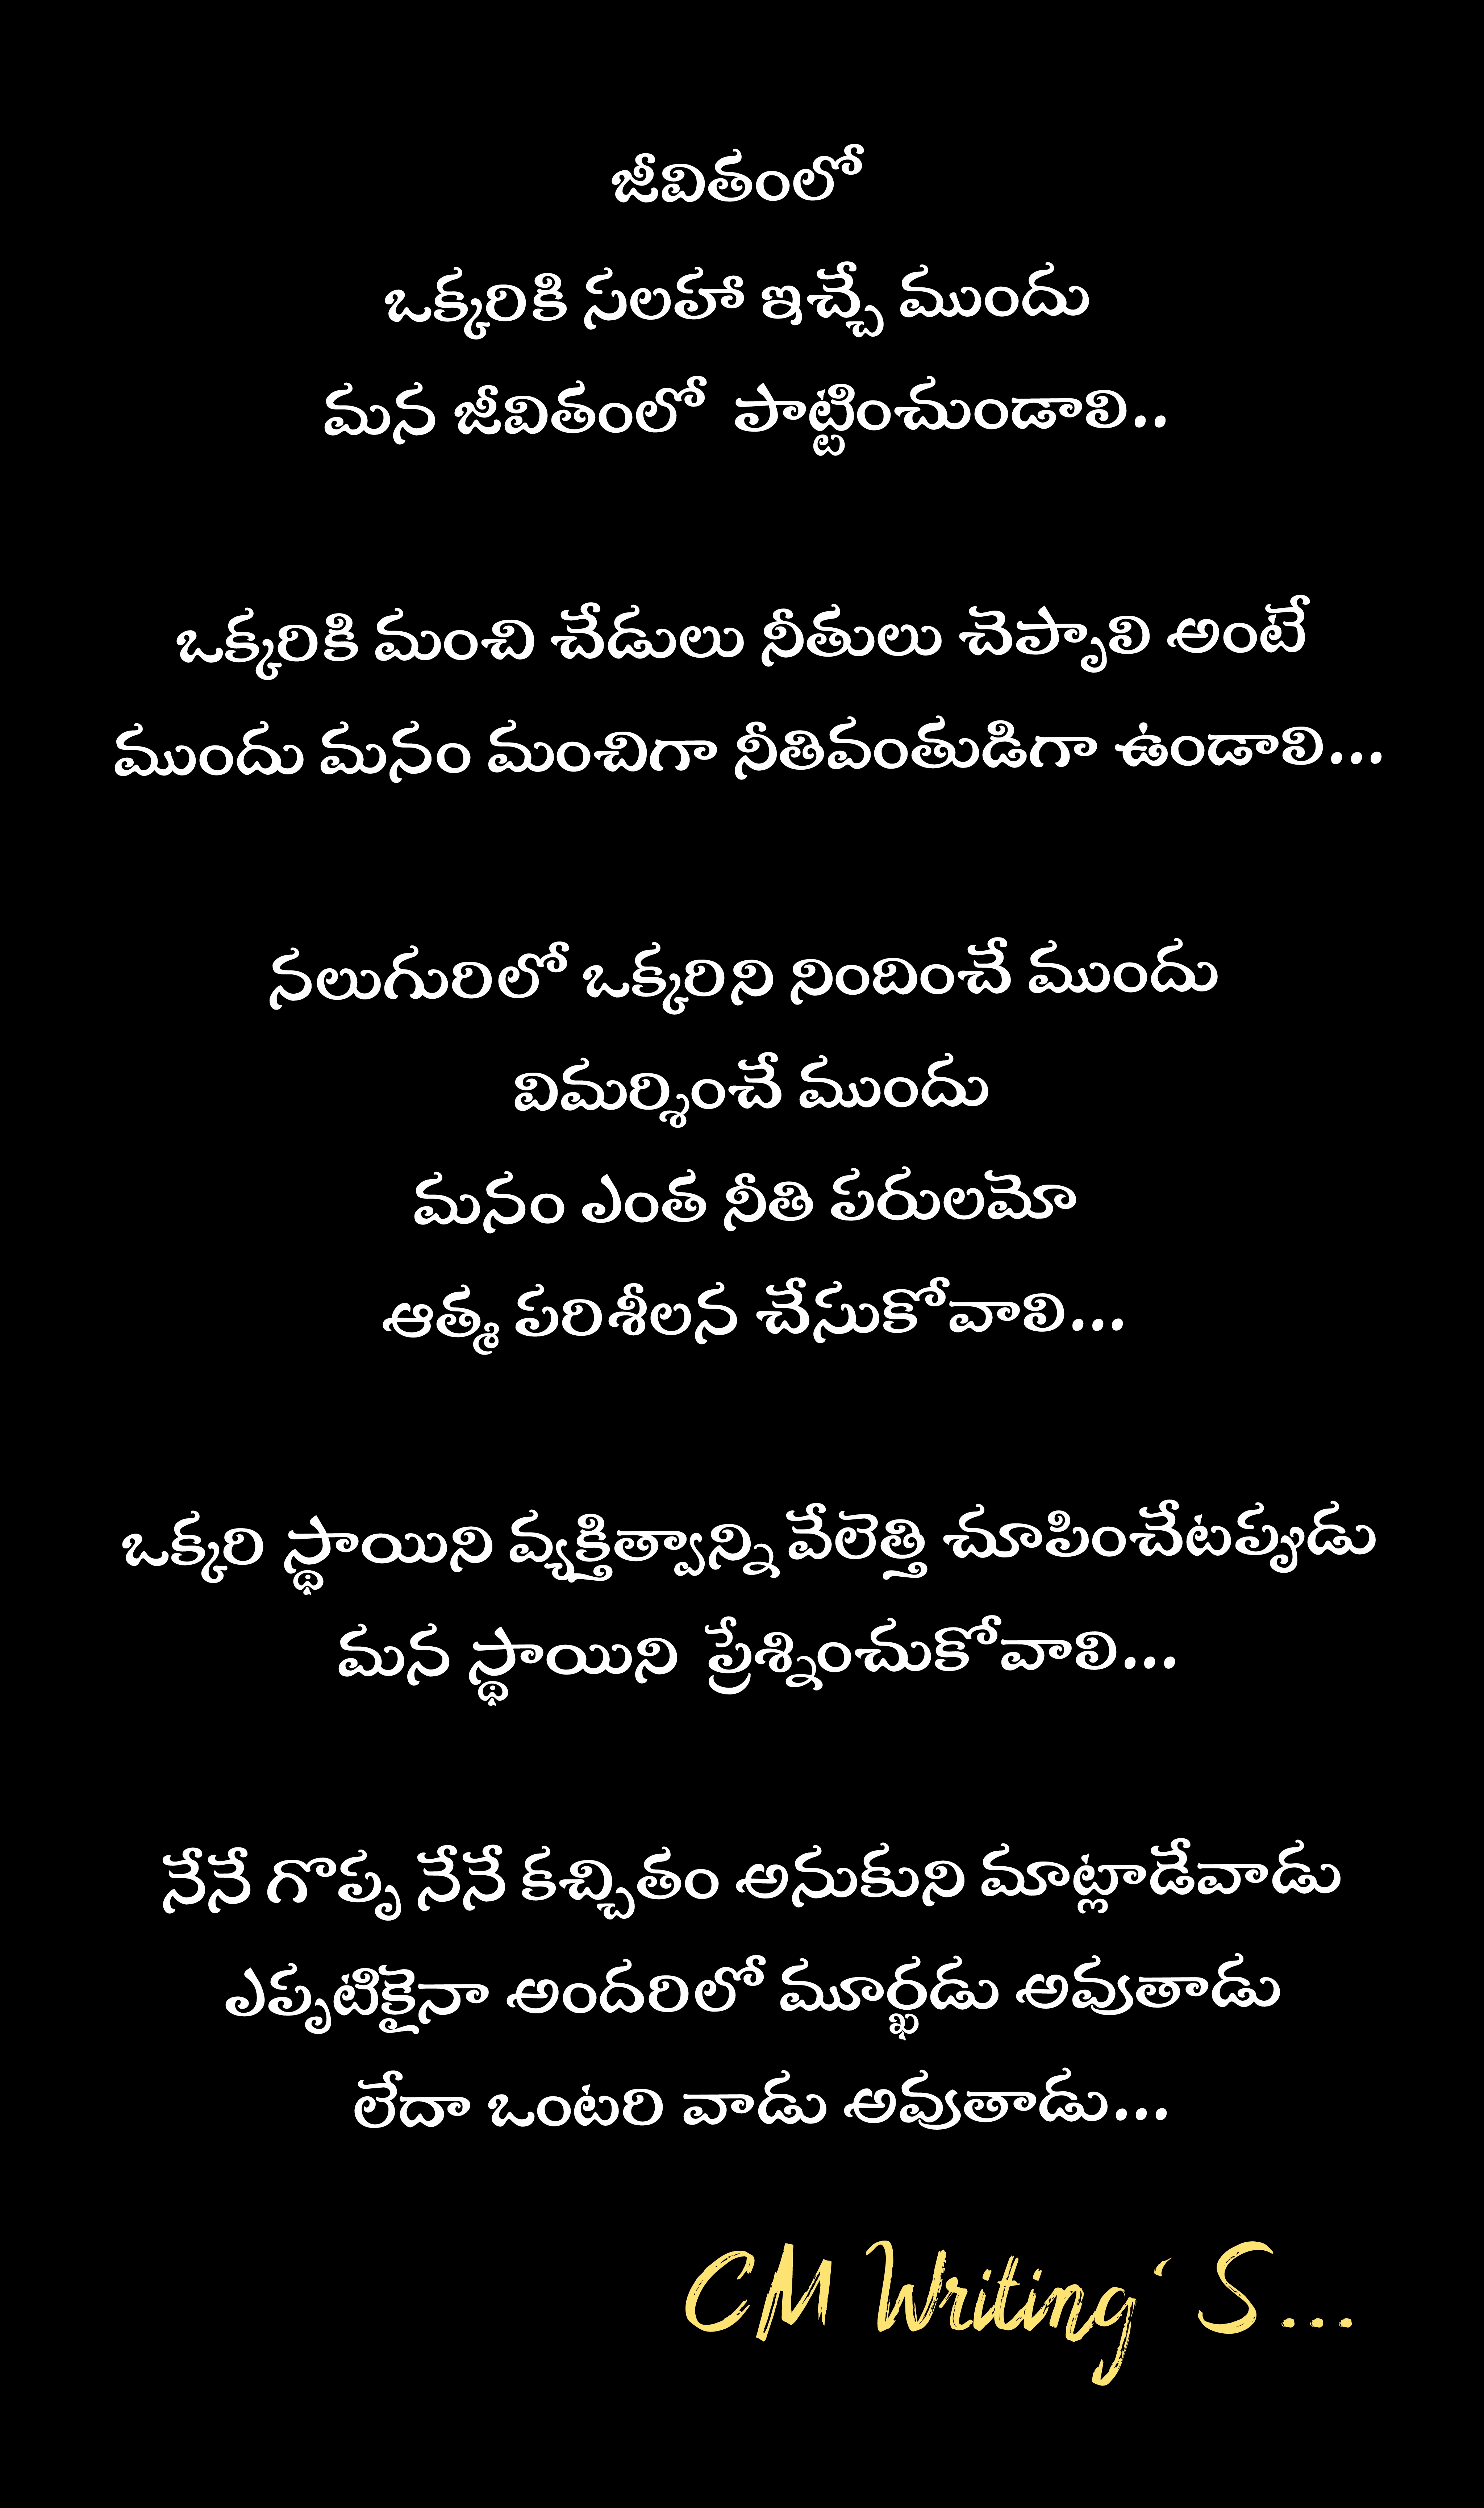 జీవితంలో
ఒక్కరికి సలహా ఇచ్చే ముందు
మన జీవితంలో పాట్టించుండాలి..
ఒక్కరికి మంచి చేడులు నీతులు చెప్పాలి అంటే
ముందు మనం మంచిగా నీతివంతుడిగా ఉండాలి...
నలుగురిలో ఒక్కరిని నిందించే ముందు
విమర్శించే ముందు
మనం ఎంత నీతి పరులమో
ఆత్మ పరిశీలన చేసుకోవాలి...
ఒక్కరి స్థాయిని వ్యక్తిత్వాన్ని వేలెత్తి చూపించేటప్పుడు
మన స్థాయిని ప్రేశ్నించుకోవాలి...
నేనే గొప్ప నేనే కచ్చితం అనుకుని మాట్లాడేవాడు
ఎప్పటికైనా అందరిలో మూర్ఖడు అవుతాడు
లేదా ఒంటరి వాడు అవుతాడు...
CM Writing's...